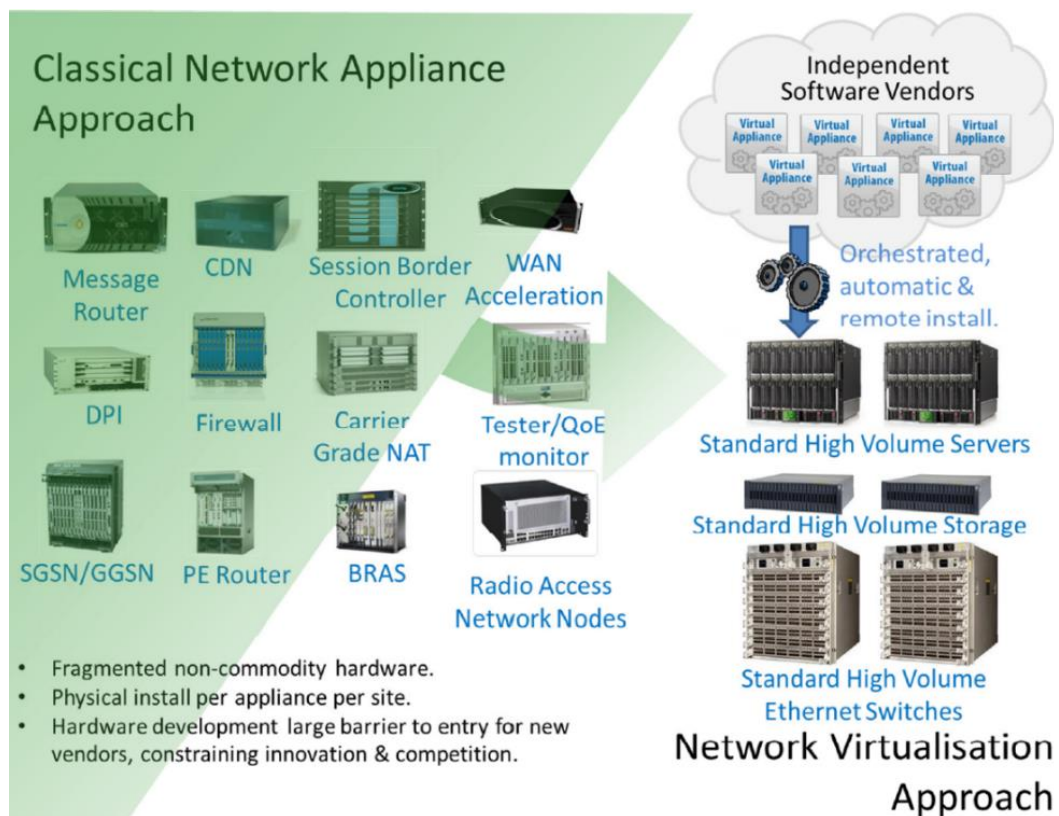 Classical Network Appliance
Approach
Message
Router
CDN
Session Border
Controller
WAN
Acceleration
DPI
Firewall
Carrier
Grade NAT
Tester/QoE
monitor
SGSN/GGSN
PE Router
BRAS
Radio Access
Network Nodes
• Fragmented non-commodity hardware.
• Physical install per appliance per site.
• Hardware development large barrier to entry for new
vendors, constraining innovation & competition.
Independent
Software Vendors
Virtual
Appliance
Virtual
Appliance
Virtual
Appliance
Virtual
Appliance
Virtual
Appliance
Virtual
Appliance
Virtual
Appliance
Orchestrated,
automatic &
remote install.
Standard High Volume Servers
Standard High Volume Storage
Standard High Volume
Ethernet Switches
Network Virtualisation
Approach